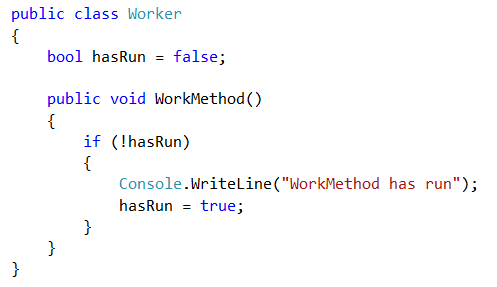 public class Worker
{
    bool hasRun = false;

    public void WorkMethod()
    {
        if (!hasRun)
        {
            Console.WriteLine("WorkMethod has run");
            hasRun = true;
        }
    }
}